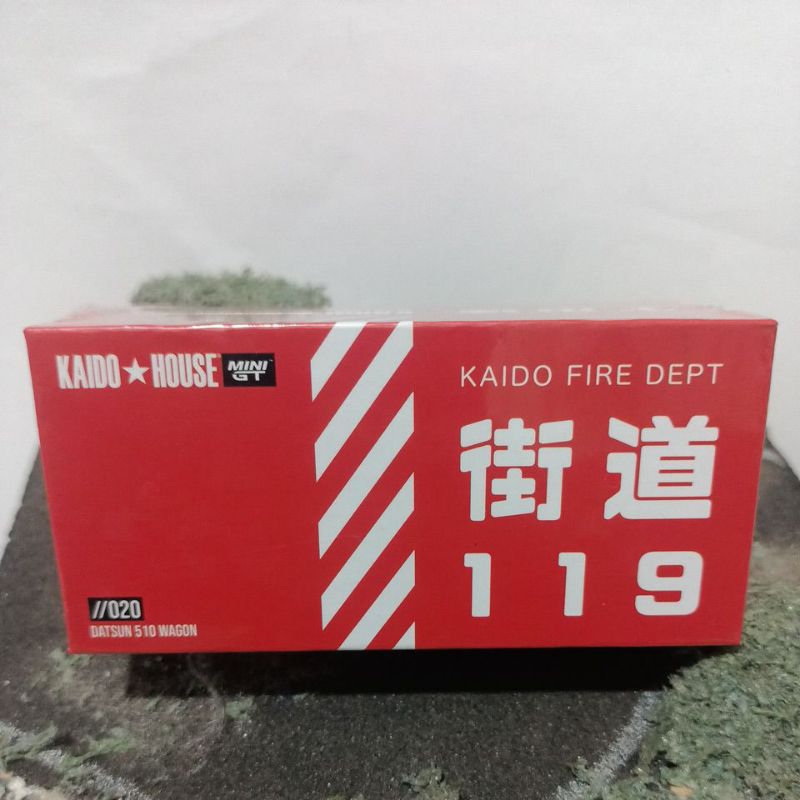 KAIDO★HOUSE MINI GT
//020
DATSUN 510 WAGON
KAIDO FIRE DEPT
街道
119